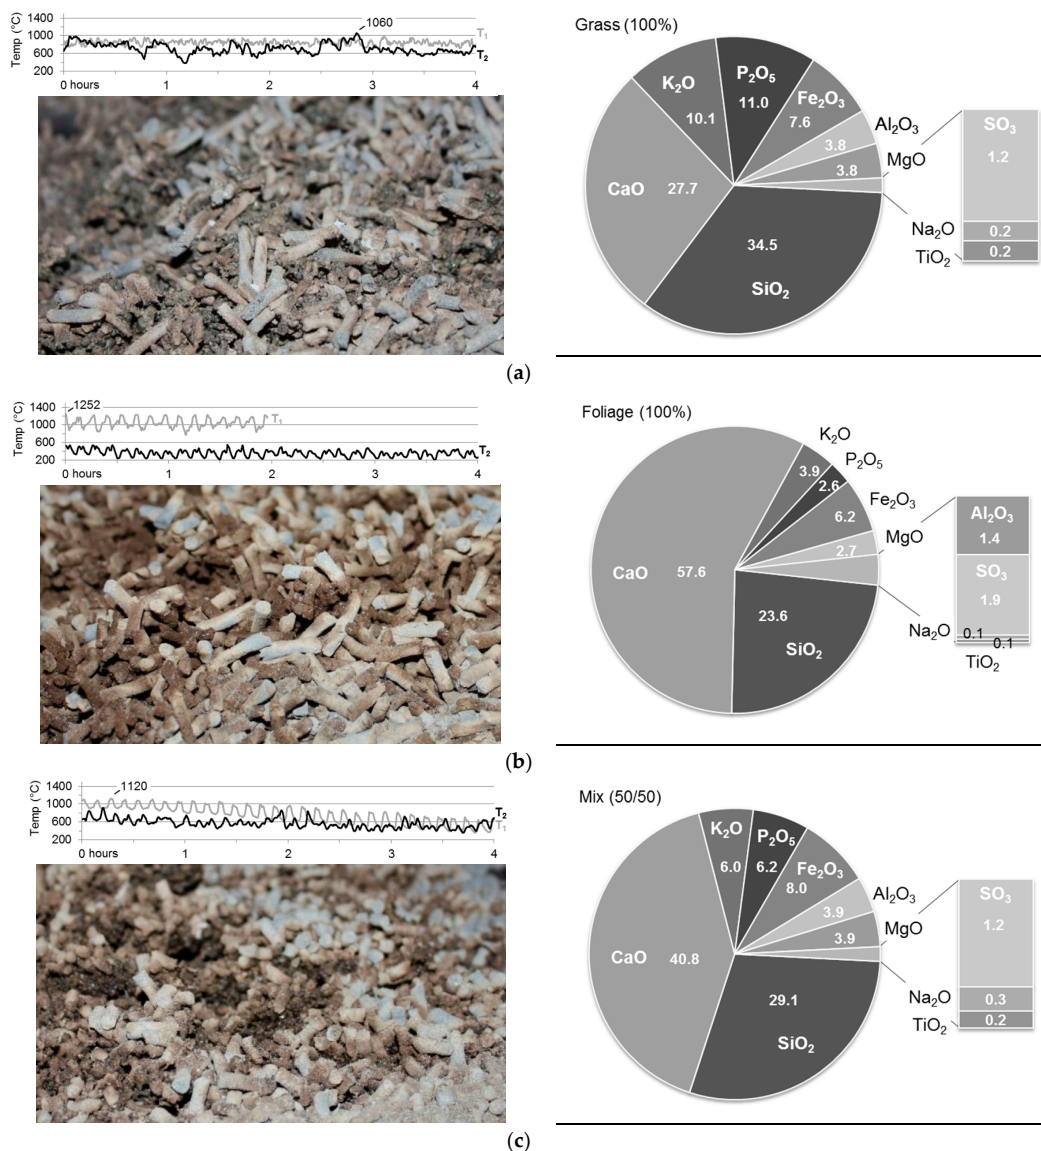 Temp (°C)
1400
1000
600
200
1060
T₁
T₂
0 hours 1 2 3 4
Grass (100%)
K₂O
10.1
P₂O₅
11.0
Fe₂O₃
7.6
Al₂O₃
3.8
MgO
3.8
CaO 27.7
34.5
SiO₂
SO₃
1.2
Na₂O
0.2
TiO₂
0.2
(a)
Temp (°C)
1400
1000
600
200
1252
T₁
T₂
0 hours 1 2 3 4
Foliage (100%)
K₂O
3.9
P₂O₅
2.6
Fe₂O₃
6.2
MgO
2.7
CaO 57.6
23.6
SiO₂
Al₂O₃
1.4
SO₃
1.9
Na₂O
0.1
0.1
TiO₂
(b)
Temp (°C)
1400
1000
600
200
1120
T₂
T₁
0 hours 1 2 3 4
Mix (50/50)
K₂O
6.0
P₂O₅
6.2
Fe₂O₃
8.0
Al₂O₃
3.9
MgO
3.9
CaO 40.8
29.1
SiO₂
SO₃
1.2
Na₂O
0.3
TiO₂
0.2
(c)